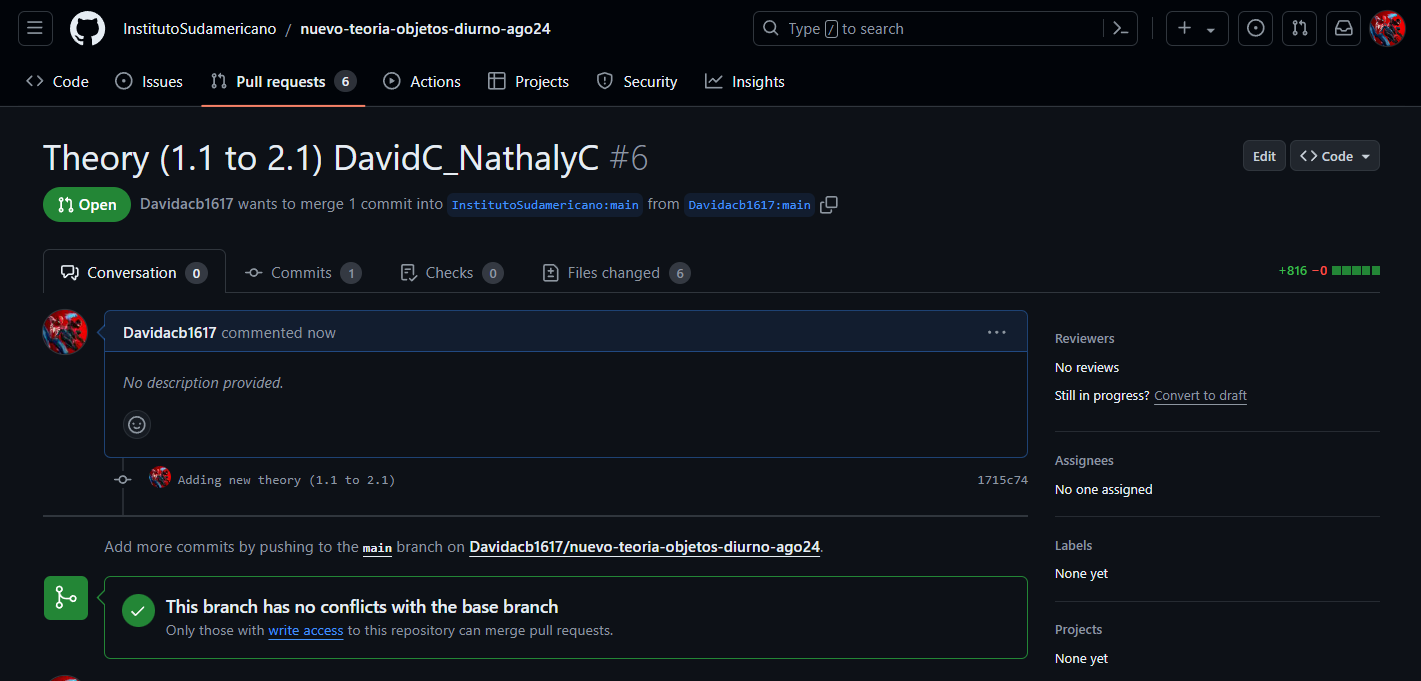 InstitutoSudamericano / nuevo-teoria-objetos-diurno-ago24
Type / to search
Code Issues Pull requests 6 Actions Projects Security Insights
Theory (1.1 to 2.1) DavidC_NathalyC #6
Edit Code
Open Davidacb1617 wants to merge 1 commit into InstitutoSudamericano:main from Davidacb1617:main
Conversation 0 Commits 1 Checks 0 Files changed 6
+816 −0
Davidacb1617 commented now
No description provided.
Adding new theory (1.1 to 2.1) 1715c74
Add more commits by pushing to the main branch on Davidacb1617/nuevo-teoria-objetos-diurno-ago24.
This branch has no conflicts with the base branch
Only those with write access to this repository can merge pull requests.
Reviewers
No reviews
Still in progress? Convert to draft
Assignees
No one assigned
Labels
None yet
Projects
None yet